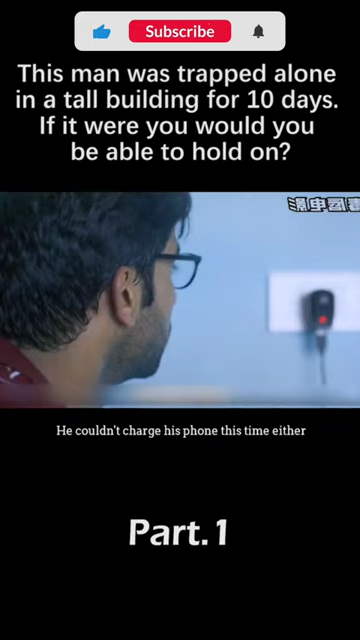 Subscribe
This man was trapped alone
in a tall building for 10 days.
If it were you would you
be able to hold on?
He couldn't charge his phone this time either
Part.1